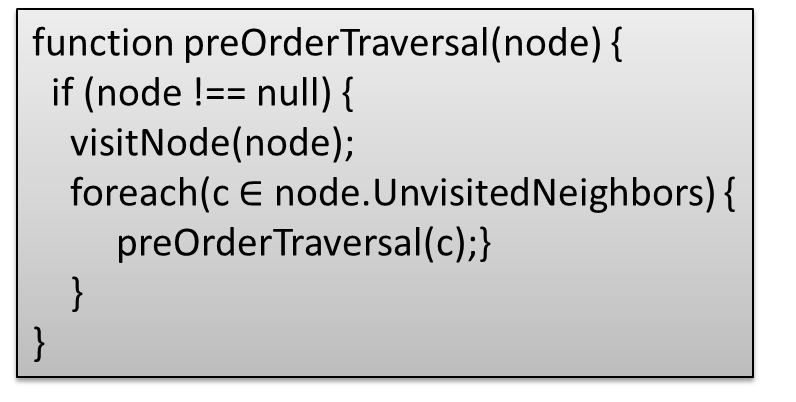 function preOrderTraversal(node) {
if (node !== null) {
visitNode(node);
foreach(c ∈ node.UnvisitedNeighbors) {
preOrderTraversal(c);}
}
}